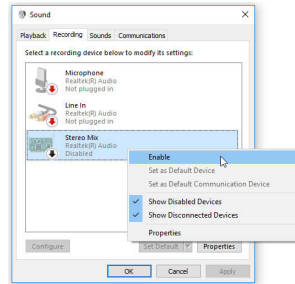 Sound
Playback Recording Sounds Communications
Select a recording device below to modify its settings:
Microphone
Realtek(R) Audio
Not plugged in
Line In
Realtek(R) Audio
Not plugged in
Stereo Mix
Realtek(R) Audio
Disabled
Enable
Set as Default Device
Set as Default Communication Device
Show Disabled Devices
Show Disconnected Devices
Properties
Configure Set Default Properties
OK Cancel Apply